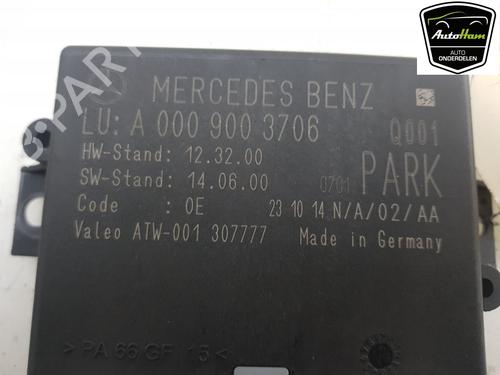 AutoHam
AUTO
ONDERDELEN
MERCEDES BENZ
LU: A 000 900 3706 Q001
HW-Stand: 12.32.00
SW-Stand: 14.06.00 0701 PARK
Code : 0E 23 10 14 N/A/02/AA
Valeo ATW-001 307777 Made in Germany
>PA 66 GF 15<